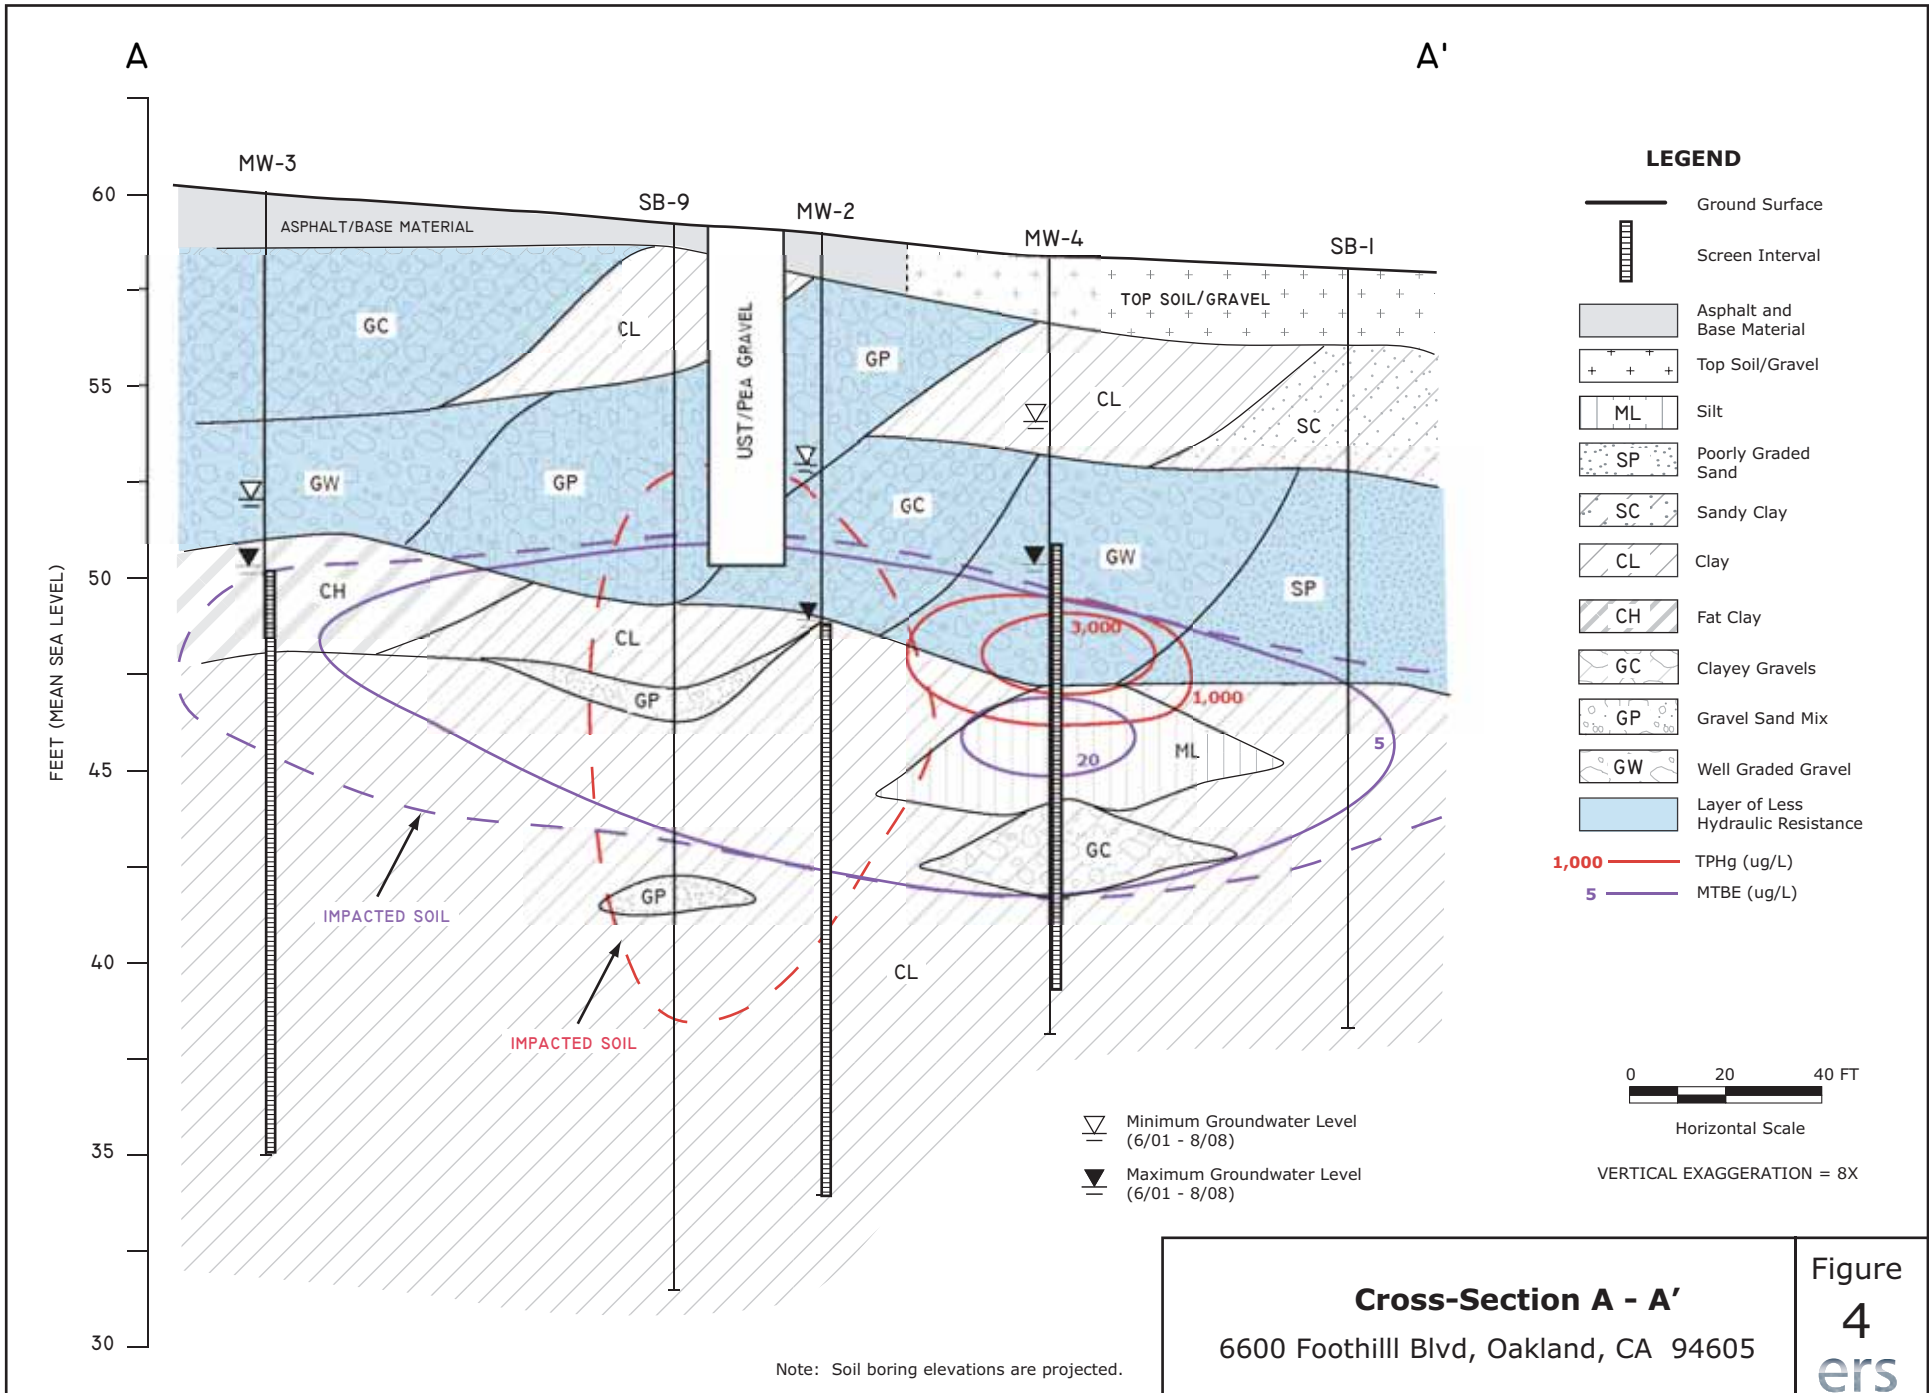 A
A'
MW-3
SB-9
MW-2
MW-4
SB-1
60
55
50
45
40
35
30
FEET (MEAN SEA LEVEL)
ASPHALT/BASE MATERIAL
TOP SOIL/GRAVEL
UST/PEA GRAVEL
GC
CL
GP
CL
SC
GW
GP
GC
GW
SP
CH
CL
GP
3,000
1,000
20
5
ML
GC
GP
CL
IMPACTED SOIL
IMPACTED SOIL
LEGEND
Ground Surface
Screen Interval
Asphalt and
Base Material
Top Soil/Gravel
ML Silt
SP Poorly Graded
Sand
SC Sandy Clay
CL Clay
CH Fat Clay
GC Clayey Gravels
GP Gravel Sand Mix
GW Well Graded Gravel
Layer of Less
Hydraulic Resistance
1,000 TPHg (ug/L)
5 MTBE (ug/L)
0 20 40 FT
Horizontal Scale
VERTICAL EXAGGERATION = 8X
Minimum Groundwater Level
(6/01 - 8/08)
Maximum Groundwater Level
(6/01 - 8/08)
Note: Soil boring elevations are projected.
Cross-Section A - A′
6600 Foothilll Blvd, Oakland, CA 94605
Figure
4
ers